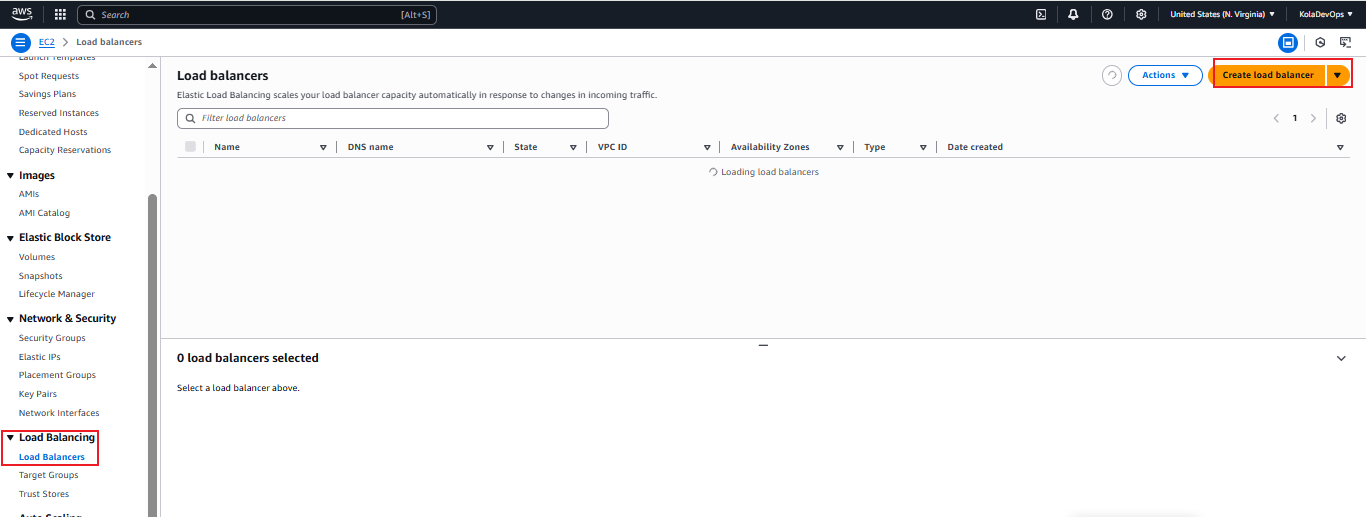 aws
Search
[Alt+S]
United States (N. Virginia)
KolaDevOps
EC2
Load balancers
Launch Templates
Spot Requests
Savings Plans
Reserved Instances
Dedicated Hosts
Capacity Reservations
Images
AMIs
AMI Catalog
Elastic Block Store
Volumes
Snapshots
Lifecycle Manager
Network & Security
Security Groups
Elastic IPs
Placement Groups
Key Pairs
Network Interfaces
Load Balancing
Load Balancers
Target Groups
Trust Stores
Auto Scaling
Load balancers
Actions
Create load balancer
Elastic Load Balancing scales your load balancer capacity automatically in response to changes in incoming traffic.
Filter load balancers
1
Name
DNS name
State
VPC ID
Availability Zones
Type
Date created
Loading load balancers
0 load balancers selected
Select a load balancer above.